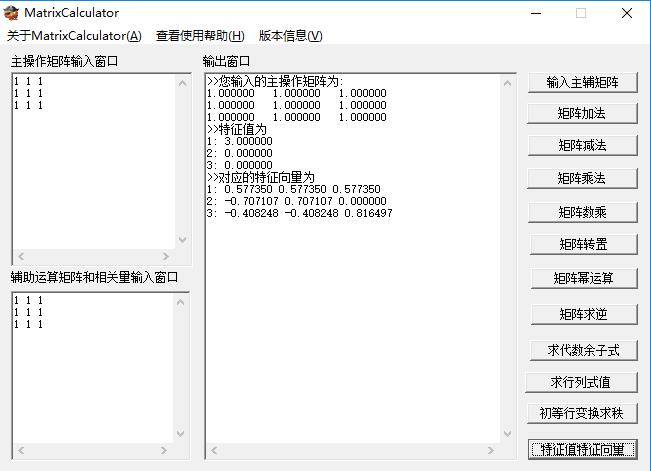 MatrixCalculator
关于MatrixCalculator(A) 查看使用帮助(H) 版本信息(V)
主操作矩阵输入窗口
1 1 1
1 1 1
1 1 1
辅助运算矩阵和相关量输入窗口
1 1 1
1 1 1
1 1 1
输出窗口
>>您输入的主操作矩阵为:
1.000000 1.000000 1.000000
1.000000 1.000000 1.000000
1.000000 1.000000 1.000000
>>特征值为
1: 3.000000
2: 0.000000
3: 0.000000
>>对应的特征向量为
1: 0.577350 0.577350 0.577350
2: -0.707107 0.707107 0.000000
3: -0.408248 -0.408248 0.816497
输入主辅矩阵
矩阵加法
矩阵减法
矩阵乘法
矩阵数乘
矩阵转置
矩阵幂运算
矩阵求逆
求代数余子式
求行列式值
初等行变换求秩
特征值特征向量